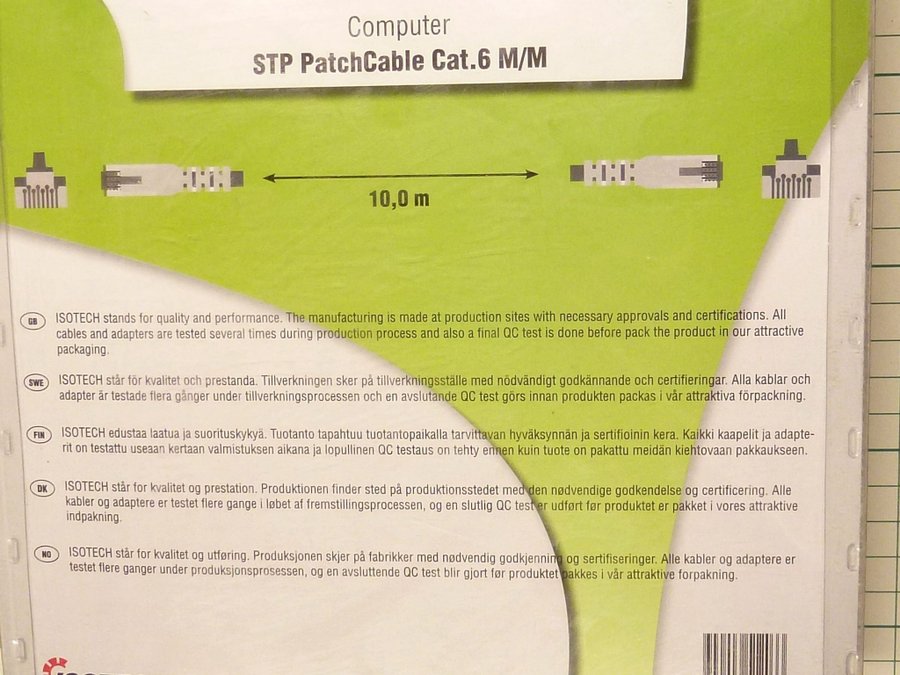 Computer
STP PatchCable Cat.6 M/M
10,0 m
GB ISOTECH stands for quality and performance. The manufacturing is made at production sites with necessary approvals and certifications. All
cables and adapters are tested several times during production process and also a final QC test is done before pack the product in our attractive
packaging.
SWE ISOTECH står för kvalitet och prestanda. Tillverkningen sker på tillverkningsställe med nödvändigt godkännande och certifieringar. Alla kablar och
adapter är testade flera gånger under tillverkningsprocessen och en avslutande QC test görs innan produkten packas i vår attraktiva förpackning.
FIN ISOTECH edustaa laatua ja suorituskykyä. Tuotanto tapahtuu tuotantopaikalla tarvittavan hyväksynnän ja sertifioinin kera. Kaikki kaapelit ja adapte-
rit on testattu useaan kertaan valmistuksen aikana ja lopullinen QC testaus on tehty ennen kuin tuote on pakattu meidän kiehtovaan pakkaukseen.
DK ISOTECH står for kvalitet og prestation. Produktionen finder sted på produktionsstedet med den nødvendige godkendelse og certificering. Alle
kabler og adaptere er testet flere gange i løbet af fremstillingsprocessen, og en slutlig QC test er udført før produktet er pakket i vores attraktive
indpakning.
NO ISOTECH står for kvalitet og utføring. Produksjonen skjer på fabrikker med nødvendig godkjenning og sertifiseringer. Alle kabler og adaptere er
testet flere ganger under produksjonsprosessen, og en avsluttende QC test blir gjort før produktet pakkes i vår attraktive forpakning.